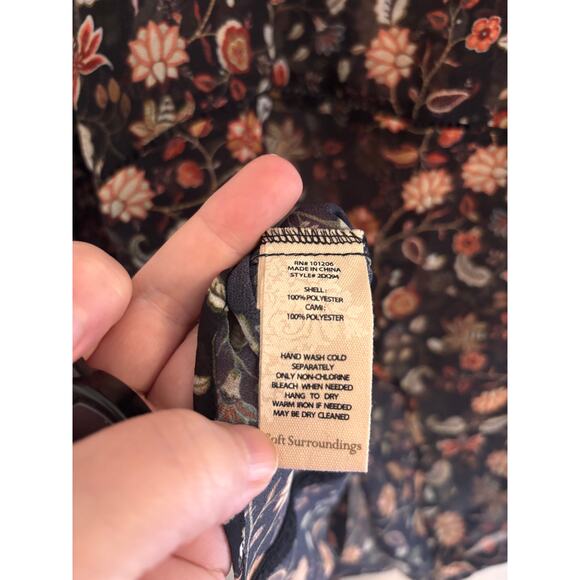 RN# 101206
MADE IN CHINA
STYLE# 2DQ94
SHELL:
100%POLYESTER
CAMI:
100%POLYESTER
HAND WASH COLD
SEPARATELY
ONLY NON-CHLORINE
BLEACH WHEN NEEDED
HANG TO DRY
WARM IRON IF NEEDED
MAY BE DRY CLEANED
Soft Surroundings